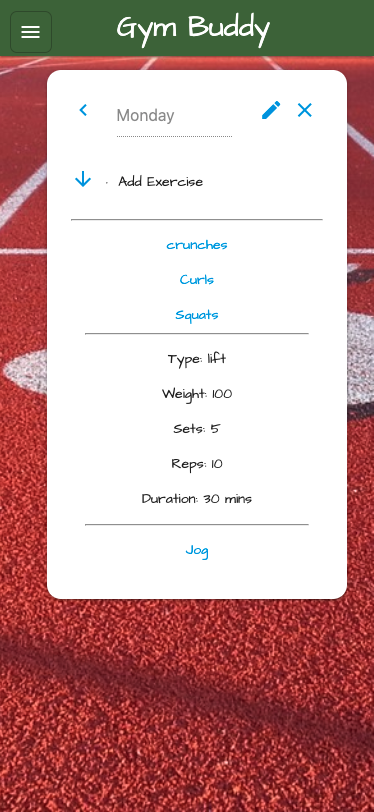 Gym Buddy
Monday
· Add Exercise
crunches
Curls
Squats
Type: lift
Weight: 100
Sets: 5
Reps: 10
Duration: 30 mins
Jog